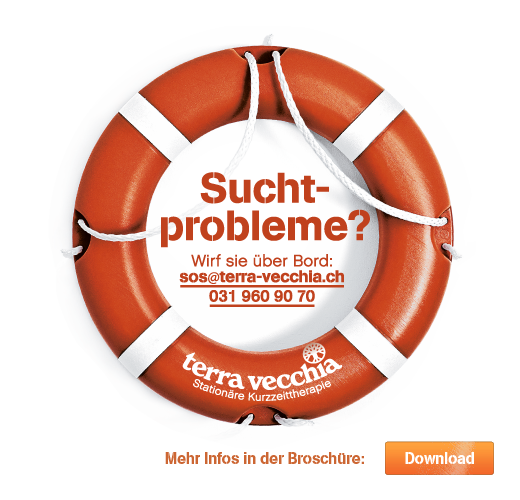 Sucht-
probleme?
Wirf sie über Bord:
sos@terra-vecchia.ch
031 960 90 70
terra vecchia
Stationäre Kurzzeittherapie
Mehr Infos in der Broschüre:
Download